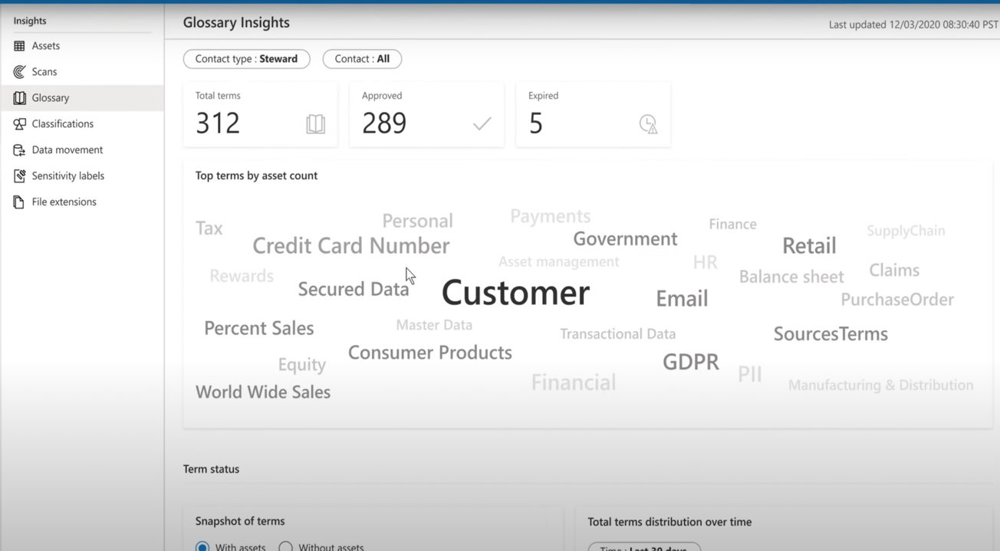 Insights
Assets
Scans
Glossary
Classifications
Data movement
Sensitivity labels
File extensions
Glossary Insights
Last updated 12/03/2020 08:30:40 PST
Contact type : Steward
Contact : All
Total terms
312
Approved
289
Expired
5
Top terms by asset count
Tax
Personal
Payments
Finance
SupplyChain
Credit Card Number
Government
Retail
Rewards
Asset management
HR
Balance sheet
Claims
Secured Data
Customer
Email
PurchaseOrder
Percent Sales
Master Data
Transactional Data
SourcesTerms
Equity
Consumer Products
GDPR
PII
World Wide Sales
Financial
Manufacturing & Distribution
Term status
Snapshot of terms
With assets
Without assets
Total terms distribution over time
Time : Last 30 days